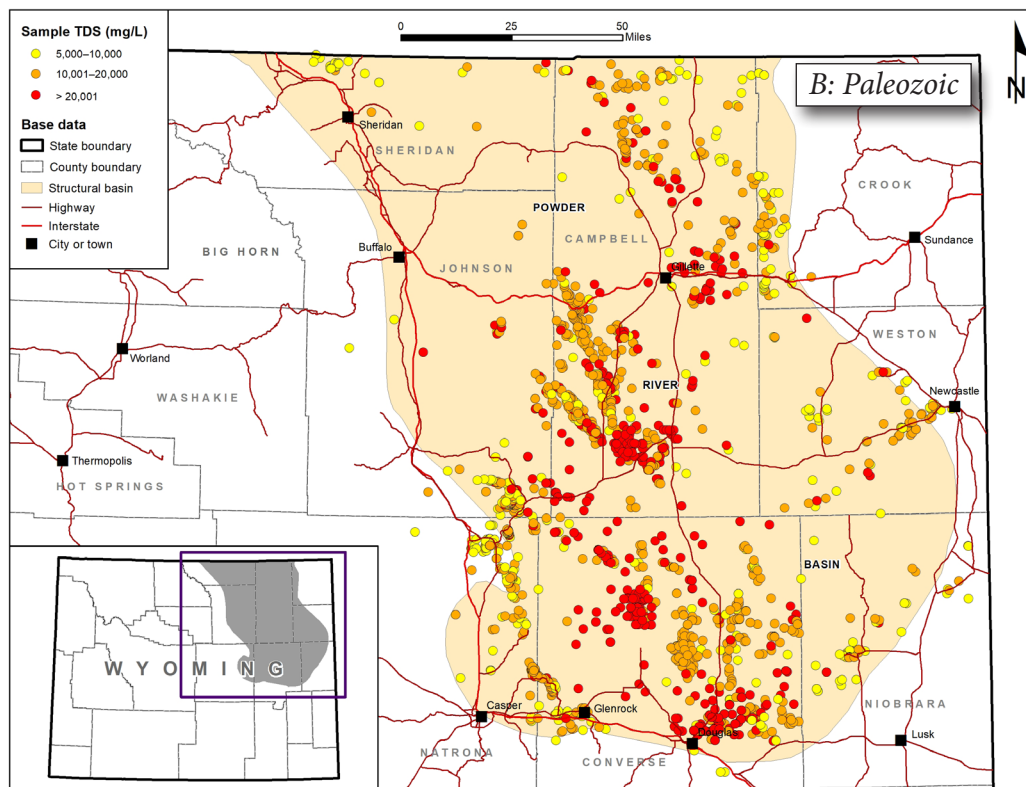 Sample TDS (mg/L)
5,000–10,000
10,001–20,000
> 20,001
Base data
State boundary
County boundary
Structural basin
Highway
Interstate
City or town
0 25 50
Miles
B: Paleozoic
N
Sheridan
SHERIDAN
CROOK
POWDER
Sundance
BIG HORN
CAMPBELL
Buffalo
JOHNSON
Gillette
WESTON
Worland
RIVER
Newcastle
WASHAKIE
Thermopolis
HOT SPRINGS
BASIN
WYOMING
NIOBRARA
Casper
Glenrock
Douglas
Lusk
NATRONA
CONVERSE